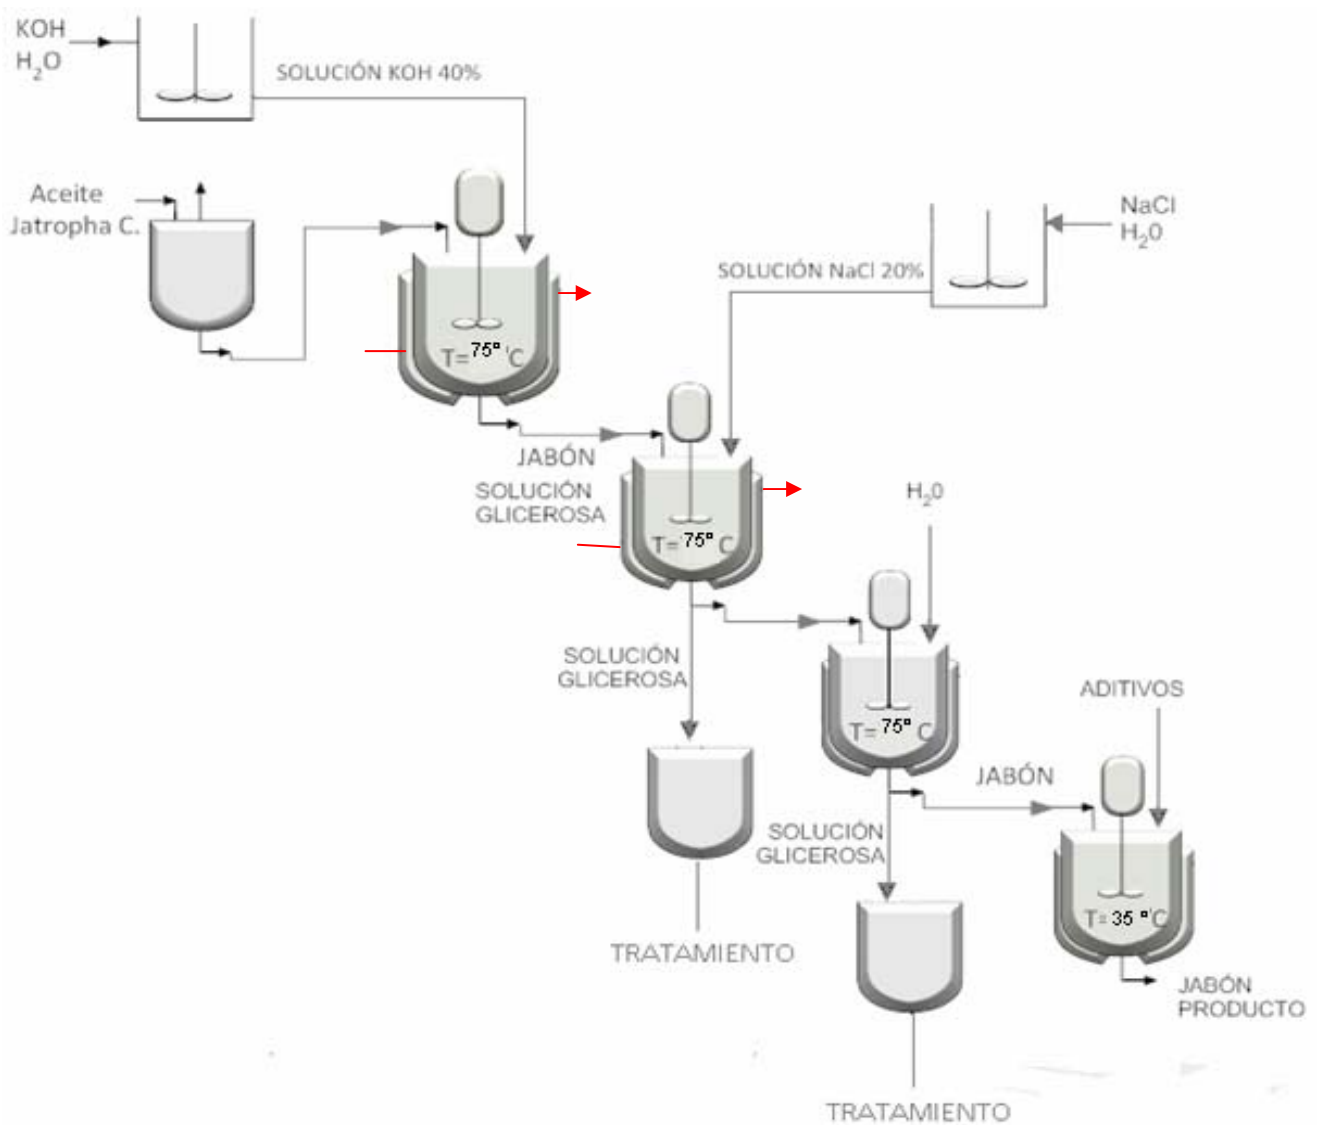 KOH
H₂O
SOLUCIÓN KOH 40%
Aceite
Jatropha C.
NaCl
H₂0
SOLUCIÓN NaCl 20%
T= 75° 'C
JABÓN
SOLUCIÓN
GLICEROSA
T= 75° C
H₂0
SOLUCIÓN
GLICEROSA
T= 75° C
ADITIVOS
JABÓN
SOLUCIÓN
GLICEROSA
T= 35 °'C
TRATAMIENTO
JABÓN
PRODUCTO
TRATAMIENTO